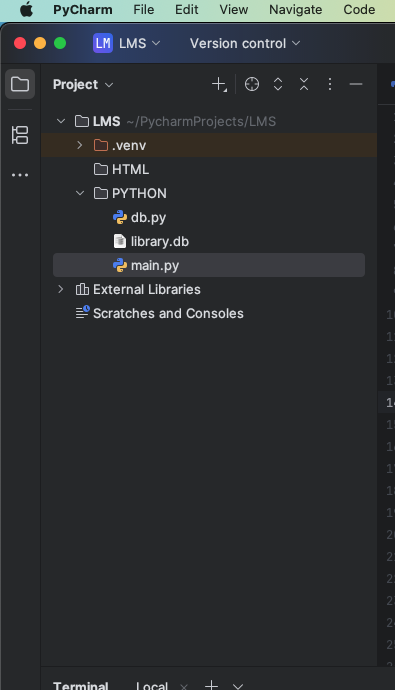 PyCharm File Edit View Navigate Code
LM LMS Version control
Project
LMS ~/PycharmProjects/LMS
.venv
HTML
PYTHON
db.py
library.db
main.py
External Libraries
Scratches and Consoles
14
Terminal Local